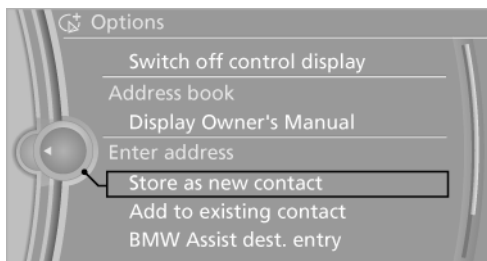 Options
Switch off control display
Address book
Display Owner's Manual
Enter address
Store as new contact
Add to existing contact
BMW Assist dest. entry